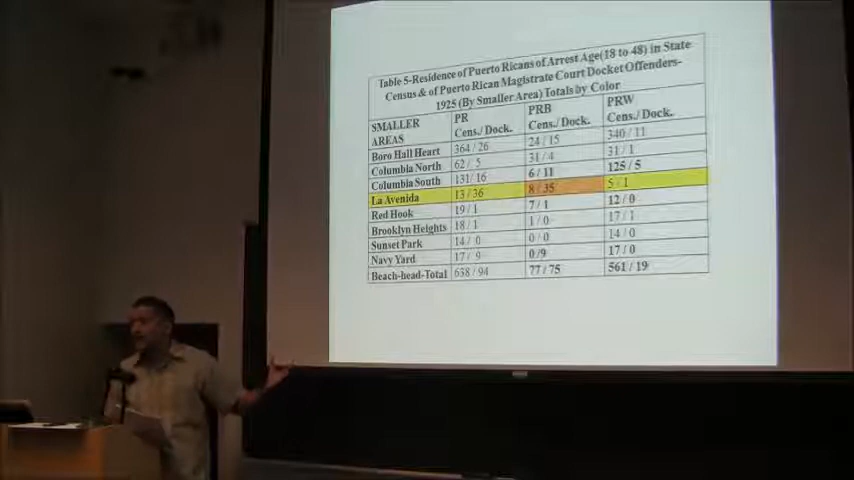 Table 5-Residence of Puerto Ricans of Arrest Age(18 to 48) in State
Census & of Puerto Rican Magistrate Court Docket Offenders-
1925 (By Smaller Area) Totals by Color
SMALLER AREAS PR Cens./ Dock. PRB Cens./ Dock. PRW Cens./ Dock.
Boro Hall Heart 364 / 26 24 / 15 340 / 11
Columbia North 62 / 5 31 / 4 31 / 1
Columbia South 131/ 16 6 / 11 125 / 5
La Avenida 13 / 36 8 / 35 5 / 1
Red Hook 19 / 1 7 / 1 12 / 0
Brooklyn Heights 18 / 1 1 / 0 17 / 1
Sunset Park 14 / 0 0 / 0 14 / 0
Navy Yard 17 / 9 0 /9 17 / 0
Beach-head-Total 638 / 94 77 / 75 561 / 19